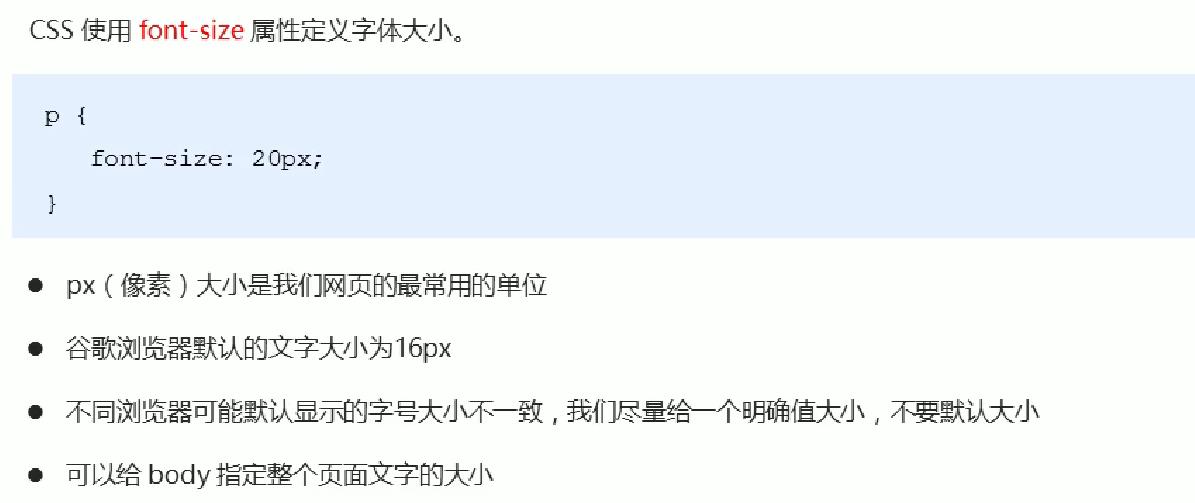 CSS 使用 font-size 属性定义字体大小。
p {
font-size: 20px;
}
● px（像素）大小是我们网页的最常用的单位
● 谷歌浏览器默认的文字大小为16px
● 不同浏览器可能默认显示的字号大小不一致，我们尽量给一个明确值大小，不要默认大小
● 可以给 body 指定整个页面文字的大小